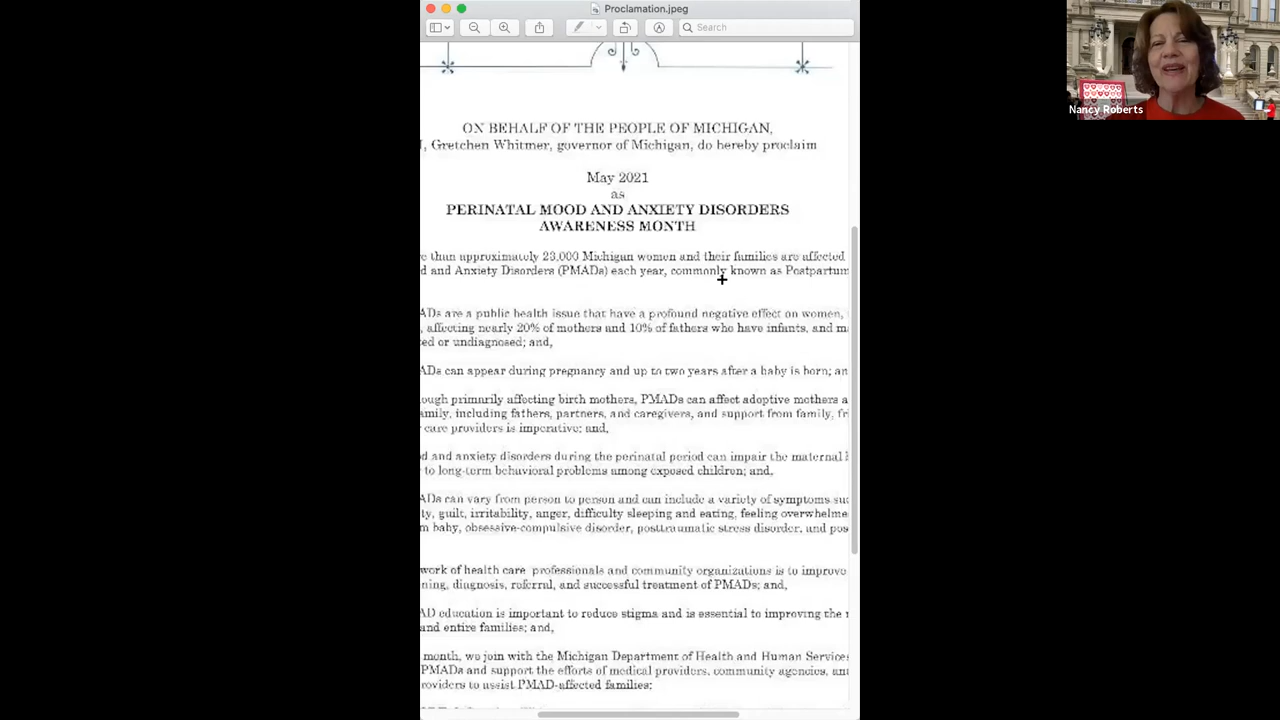 Proclamation.jpeg
Search
Nancy Roberts
ON BEHALF OF THE PEOPLE OF MICHIGAN,
I, Gretchen Whitmer, governor of Michigan, do hereby proclaim
May 2021
as
PERINATAL MOOD AND ANXIETY DISORDERS
AWARENESS MONTH
e than approximately 23,000 Michigan women and their families are affected
d and Anxiety Disorders (PMADs) each year, commonly known as Postpartum
ADs are a public health issue that have a profound negative effect on women,
, affecting nearly 20% of mothers and 10% of fathers who have infants, and m
ed or undiagnosed; and,
ADs can appear during pregnancy and up to two years after a baby is born; an
ough primarily affecting birth mothers, PMADs can affect adoptive mothers a
amily, including fathers, partners, and caregivers, and support from family, fr
care providers is imperative; and,
d and anxiety disorders during the perinatal period can impair the maternal
to long-term behavioral problems among exposed children; and,
ADs can vary from person to person and can include a variety of symptoms suc
ty, guilt, irritability, anger, difficulty sleeping and eating, feeling overwhelme
m baby, obsessive-compulsive disorder, posttraumatic stress disorder, and pos
work of health care professionals and community organizations is to improve
ning, diagnosis, referral, and successful treatment of PMADs; and,
AD education is important to reduce stigma and is essential to improving the
and entire families; and,
month, we join with the Michigan Department of Health and Human Services
PMADs and support the efforts of medical providers, community agencies, an
roviders to assist PMAD-affected families;